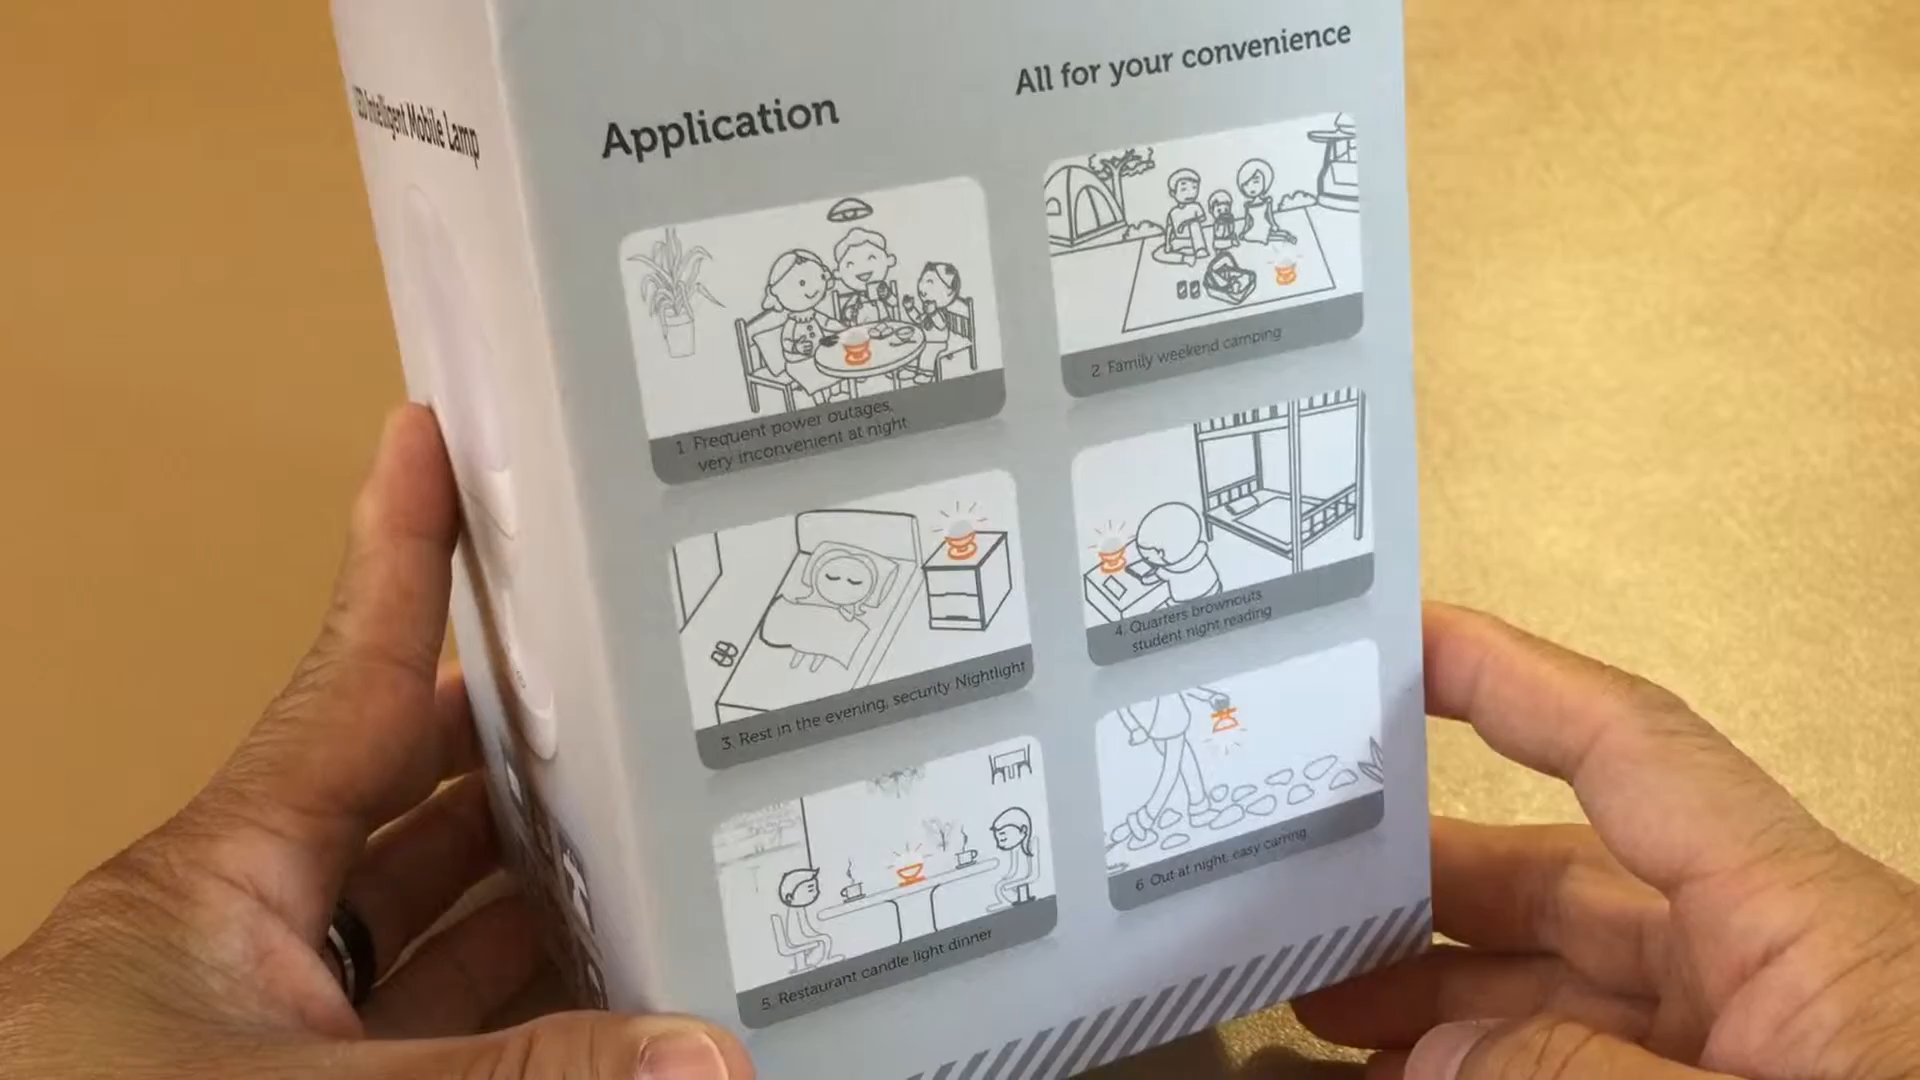 LED Intelligent Mobile Lamp
Application
All for your convenience
1. Frequent power outages,
very inconvenient at night
2. Family weekend camping
3. Rest in the evening, security Nightlight
4. Quarters brownouts
student night reading
5. Restaurant candle light dinner
6. Out at night, easy carring